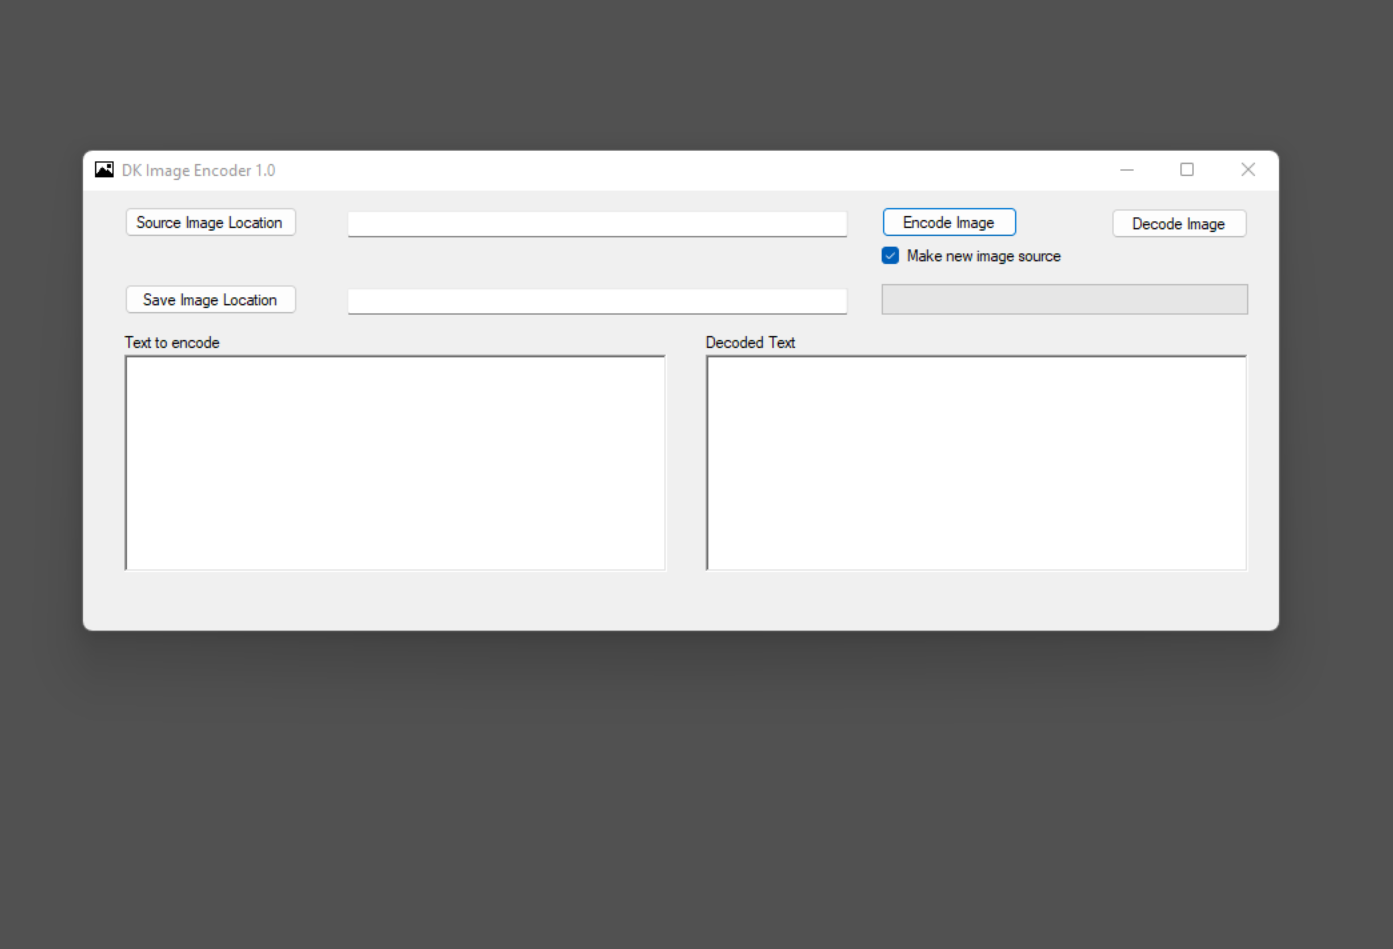 DK Image Encoder 1.0
Source Image Location
Encode Image
Decode Image
Make new image source
Save Image Location
Text to encode
Decoded Text